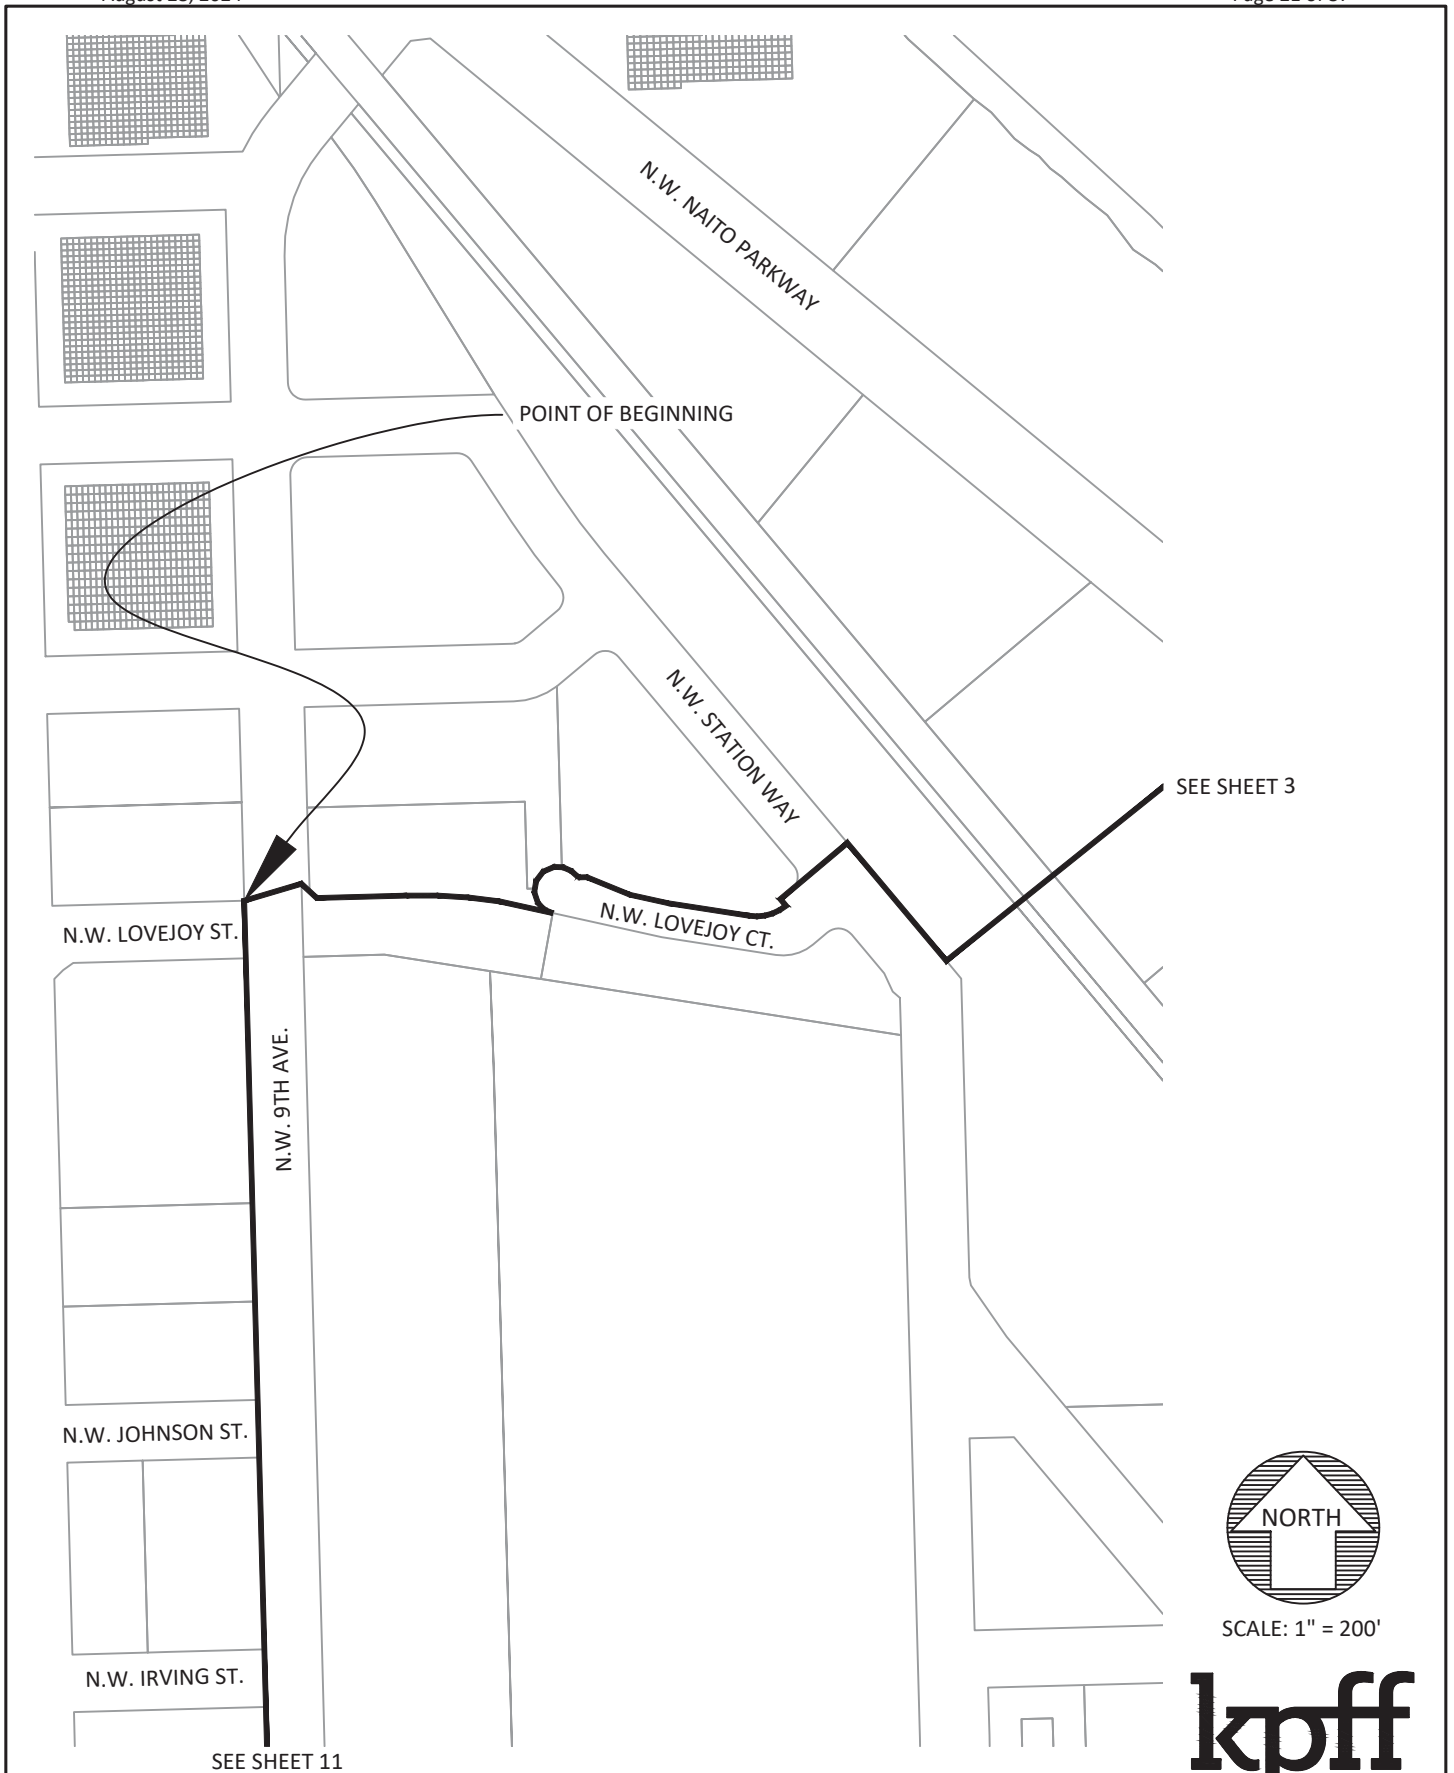 N.W. NAITO PARKWAY
POINT OF BEGINNING
N.W. STATION WAY
SEE SHEET 3
N.W. LOVEJOY ST.
N.W. LOVEJOY CT.
N.W. 9TH AVE.
N.W. JOHNSON ST.
NORTH
SCALE: 1" = 200'
N.W. IRVING ST.
kpff
SEE SHEET 11